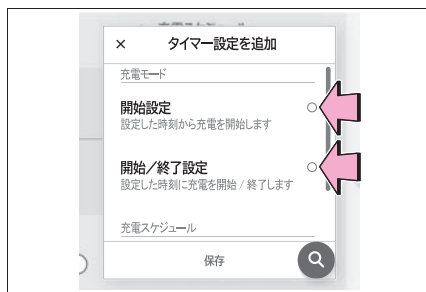 × タイマー設定を追加
充電モード
開始設定
設定した時刻から充電を開始します
開始／終了設定
設定した時刻に充電を開始 / 終了します
充電スケジュール
保存